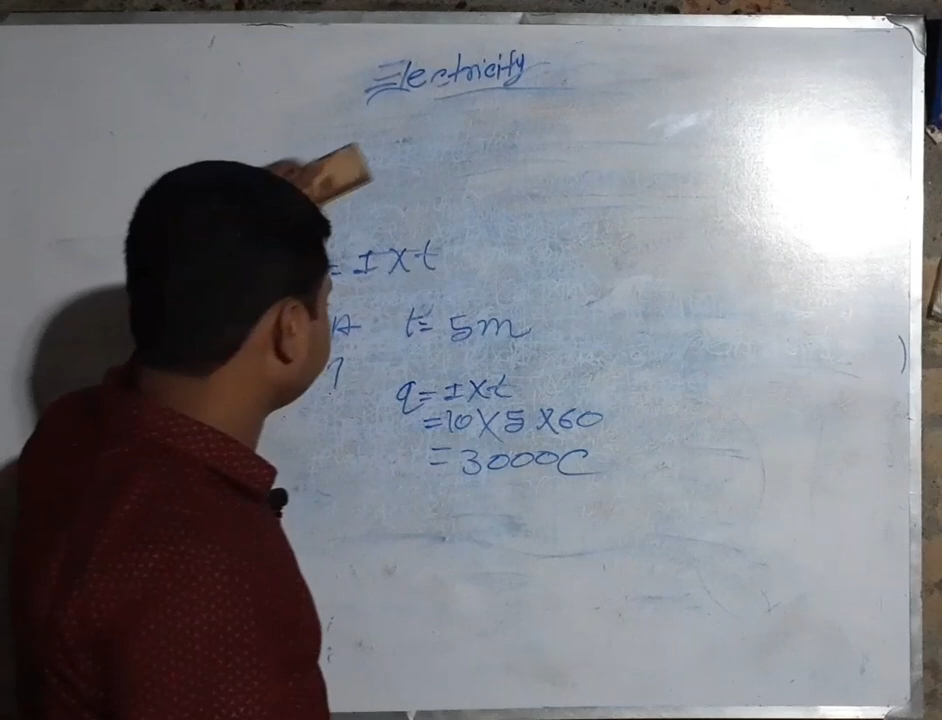 Electricity
= I X t
A t = 5m
?
q = I X t
= 10 X 5 X 60
= 3000C